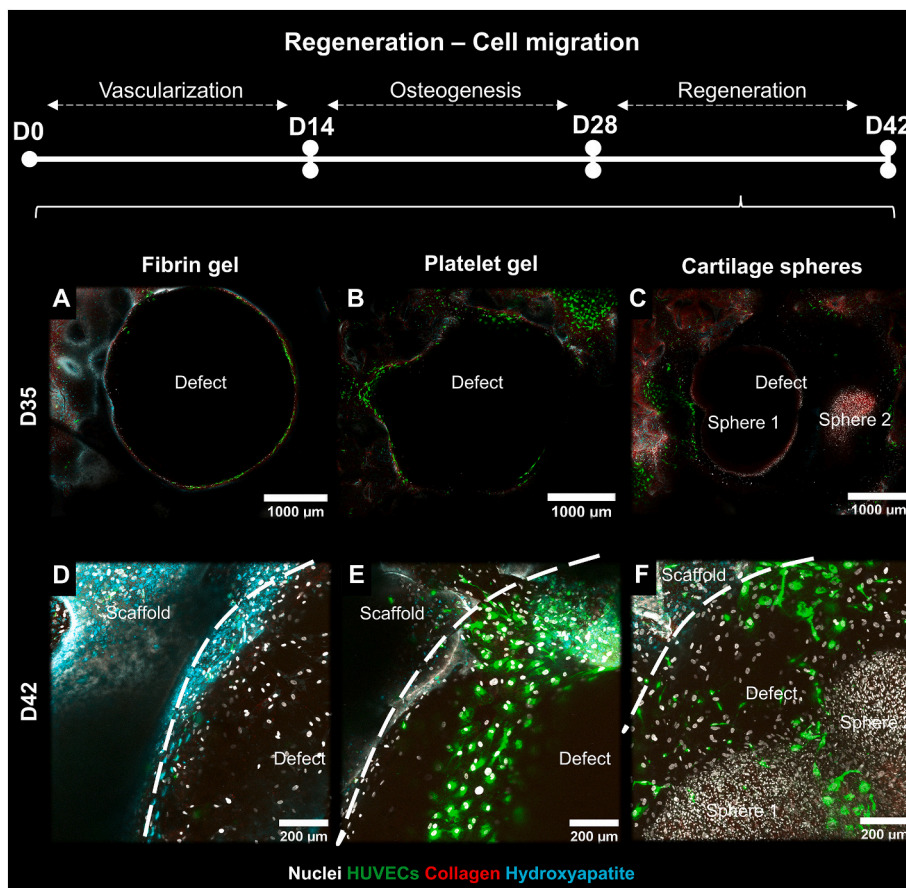 Regeneration – Cell migration
Vascularization Osteogenesis Regeneration
D0 D14 D28 D42
Fibrin gel Platelet gel Cartilage spheres
D35
A
Defect
1000 µm
B
Defect
1000 µm
C
Defect
Sphere 1
Sphere 2
1000 µm
D42
D
Scaffold
Defect
200 µm
E
Scaffold
Defect
200 µm
F
Scaffold
Defect
Sphere
Sphere 1
200 µm
Nuclei HUVECs Collagen Hydroxyapatite